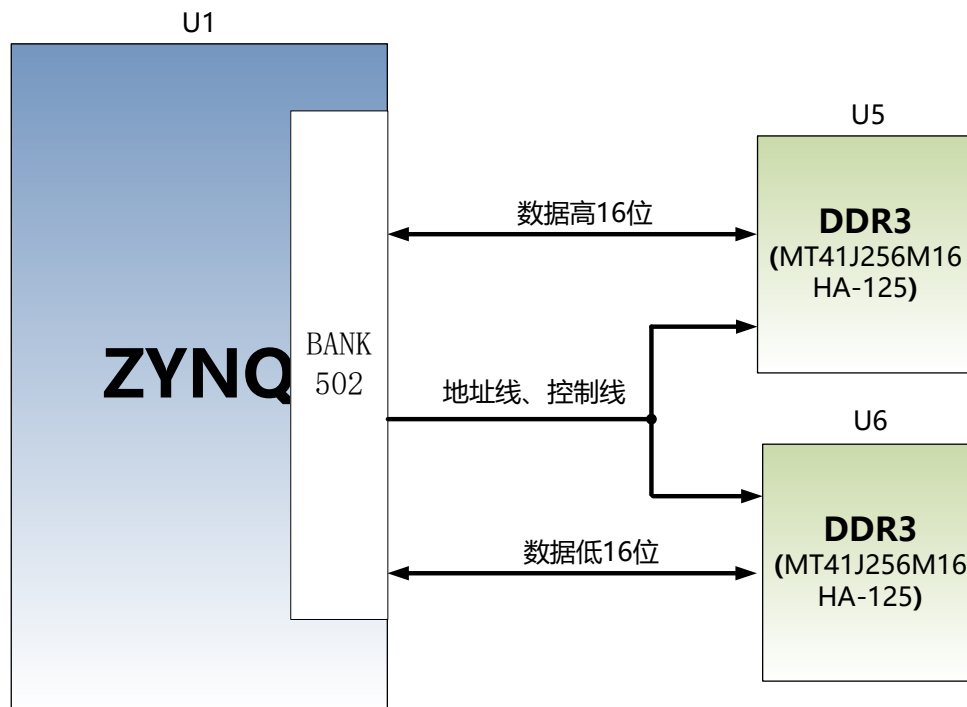 U1
U5
数据高16位
DDR3
(MT41J256M16
HA-125)
ZYNQ
BANK
502
地址线、控制线
U6
数据低16位
DDR3
(MT41J256M16
HA-125)